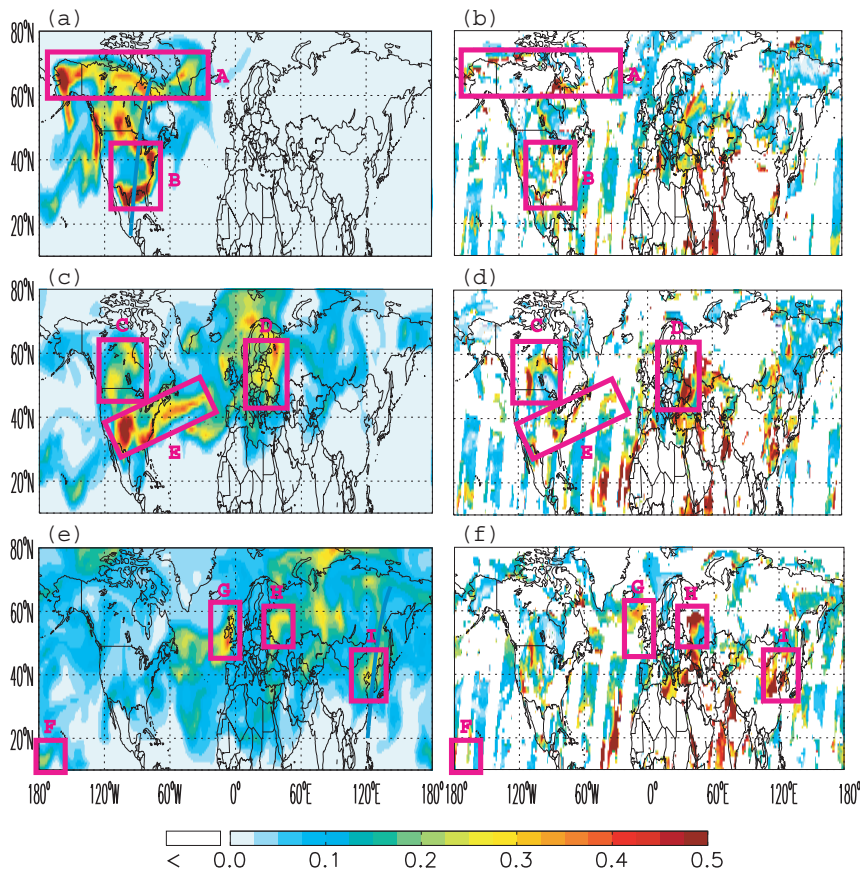 (a) (b)
80°N
60°N
40°N
20°N
A A
B B
(c) (d)
80°N
60°N
40°N
20°N
C D C D
E E
(e) (f)
80°N
60°N
40°N
20°N
G H G H
I I
F F
180° 120°W 60°W 0° 60°E 120°E 180° 180° 120°W 60°W 0° 60°E 120°E 180°
< 0.0 0.1 0.2 0.3 0.4 0.5